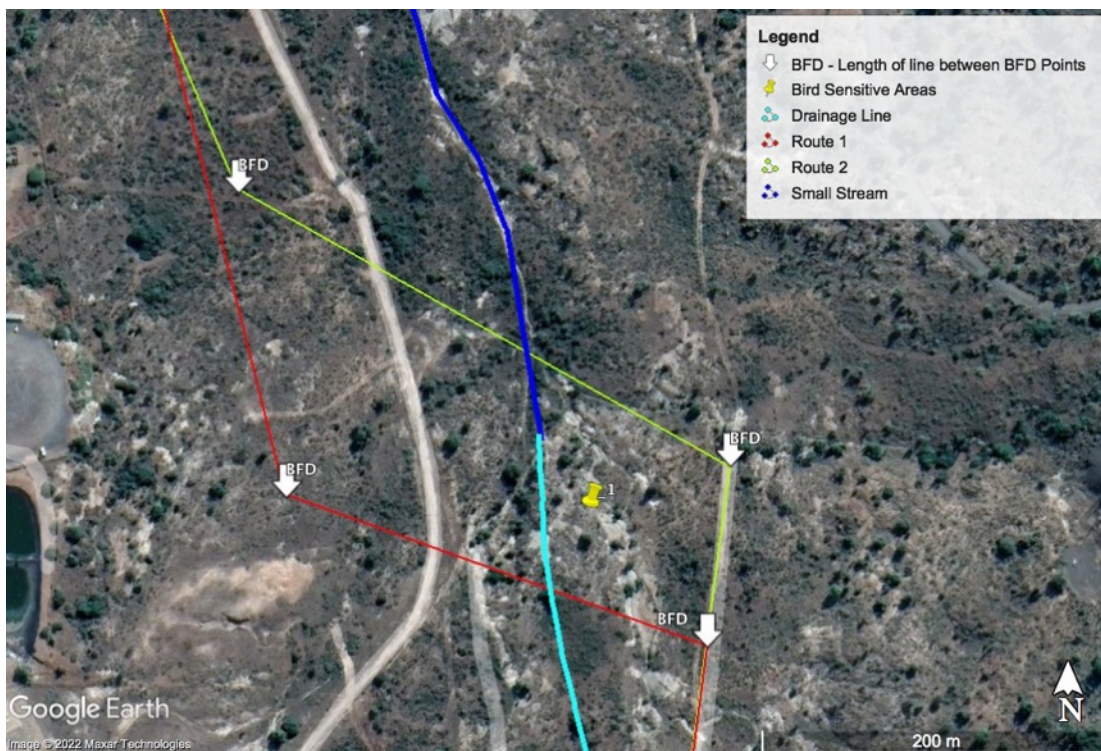 Legend
BFD - Length of line between BFD Points
Bird Sensitive Areas
Drainage Line
Route 1
Route 2
Small Stream
BFD
BFD
_1
BFD
BFD
N
Google Earth
Image © 2022 Maxar Technologies
200 m